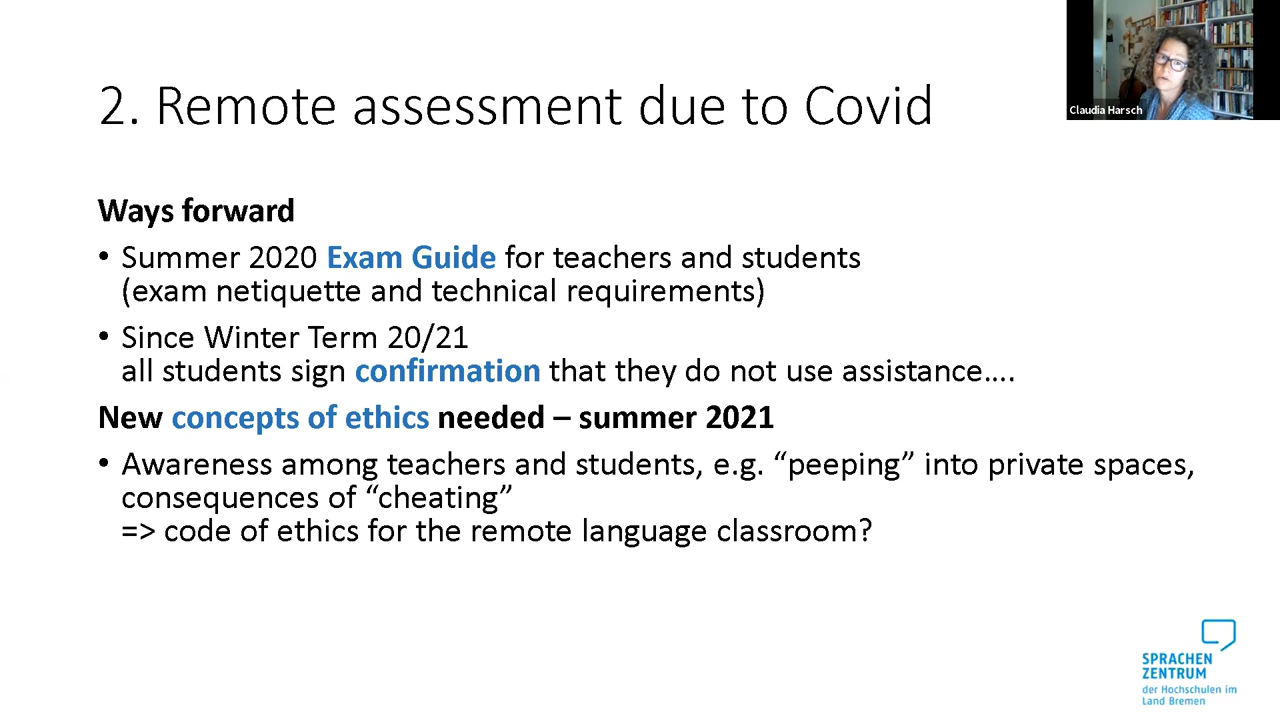 Claudia Harsch
2. Remote assessment due to Covid
Ways forward
• Summer 2020 Exam Guide for teachers and students
(exam netiquette and technical requirements)
• Since Winter Term 20/21
all students sign confirmation that they do not use assistance....
New concepts of ethics needed – summer 2021
• Awareness among teachers and students, e.g. “peeping” into private spaces,
consequences of “cheating”
=> code of ethics for the remote language classroom?
SPRACHEN
ZENTRUM
der Hochschulen im
Land Bremen